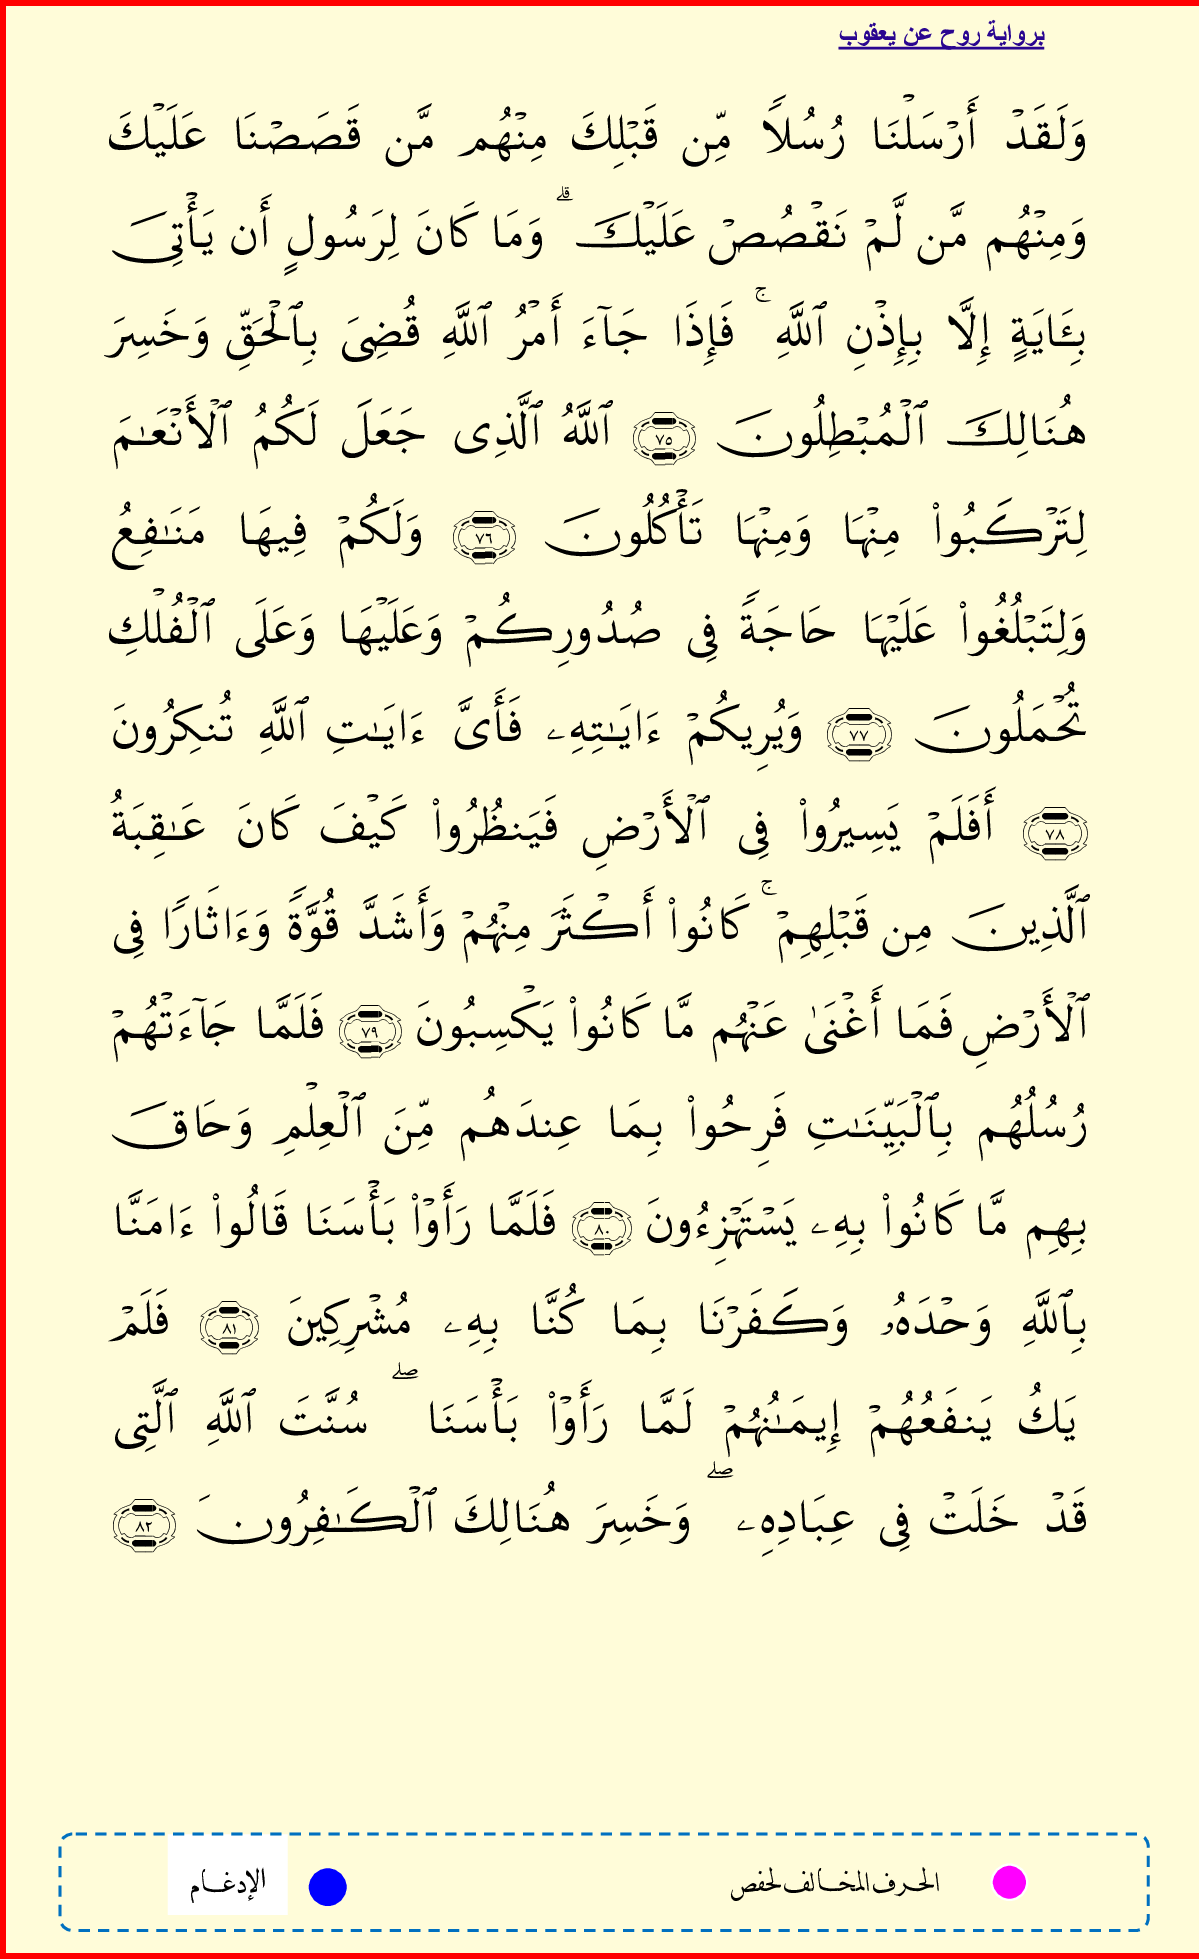 برواية روح عن يعقوب
وَلَقَدۡ أَرۡسَلۡنَا رُسُلٗا مِّن قَبۡلِكَ مِنۡهُم مَّن قَصَصۡنَا عَلَيۡكَ
وَمِنۡهُم مَّن لَّمۡ نَقۡصُصۡ عَلَيۡكَۗ وَمَا كَانَ لِرَسُولٍ أَن يَأۡتِيَ
بِـَٔايَةٍ إِلَّا بِإِذۡنِ ٱللَّهِۚ فَإِذَا جَآءَ أَمۡرُ ٱللَّهِ قُضِيَ بِٱلۡحَقِّ وَخَسِرَ
هُنَالِكَ ٱلۡمُبۡطِلُونَ ٧٥ ٱللَّهُ ٱلَّذِي جَعَلَ لَكُمُ ٱلۡأَنۡعَٰمَ
لِتَرۡكَبُواْ مِنۡهَا وَمِنۡهَا تَأۡكُلُونَ ٧٦ وَلَكُمۡ فِيهَا مَنَٰفِعُ
وَلِتَبۡلُغُواْ عَلَيۡهَا حَاجَةٗ فِي صُدُورِكُمۡ وَعَلَيۡهَا وَعَلَى ٱلۡفُلۡكِ
تُحۡمَلُونَ ٧٧ وَيُرِيكُمۡ ءَايَٰتِهِۦ فَأَيَّ ءَايَٰتِ ٱللَّهِ تُنكِرُونَ
٧٨ أَفَلَمۡ يَسِيرُواْ فِي ٱلۡأَرۡضِ فَيَنظُرُواْ كَيۡفَ كَانَ عَٰقِبَةُ
ٱلَّذِينَ مِن قَبۡلِهِمۡۚ كَانُواْ أَكۡثَرَ مِنۡهُمۡ وَأَشَدَّ قُوَّةٗ وَءَاثَارٗا فِي
ٱلۡأَرۡضِ فَمَا أَغۡنَىٰ عَنۡهُم مَّا كَانُواْ يَكۡسِبُونَ ٧٩ فَلَمَّا جَآءَتۡهُمۡ
رُسُلُهُم بِٱلۡبَيِّنَٰتِ فَرِحُواْ بِمَا عِندَهُم مِّنَ ٱلۡعِلۡمِ وَحَاقَ
بِهِم مَّا كَانُواْ بِهِۦ يَسۡتَهۡزِءُونَ ٨٠ فَلَمَّا رَأَوۡاْ بَأۡسَنَا قَالُواْ ءَامَنَّا
بِٱللَّهِ وَحۡدَهُۥ وَكَفَرۡنَا بِمَا كُنَّا بِهِۦ مُشۡرِكِينَ ٨١ فَلَمۡ
يَكُ يَنفَعُهُمۡ إِيمَٰنُهُمۡ لَمَّا رَأَوۡاْ بَأۡسَنَاۖ سُنَّتَ ٱللَّهِ ٱلَّتِي
قَدۡ خَلَتۡ فِي عِبَادِهِۦۖ وَخَسِرَ هُنَالِكَ ٱلۡكَٰفِرُونَ ٨٢
الحرف المخالف لحفص
الإدغام